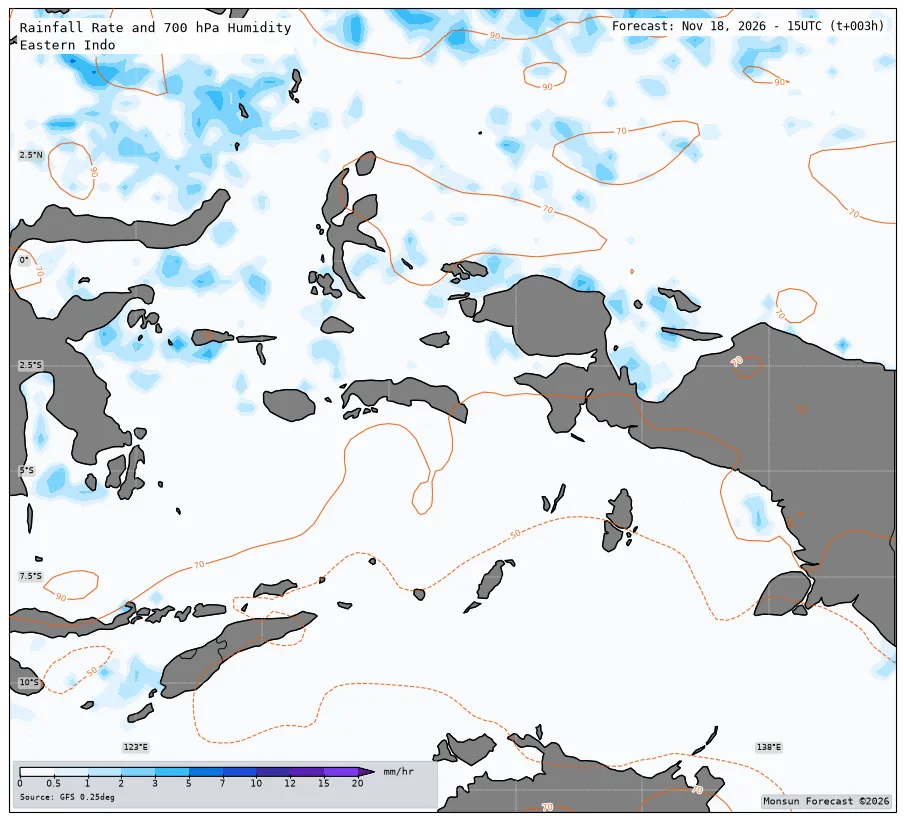 Rainfall Rate and 700 hPa Humidity
Eastern Indo
Forecast: Nov 18, 2026 - 15UTC (t+003h)
90
90
90
70
2.5°N
90
70
70
0°
70
70
2.5°S
70
5°S
50
70
7.5°S
90
50
10°S
123°E
138°E
mm/hr
0 0.5 1 2 3 5 7 10 12 15 20
Source: GFS 0.25deg
70
70
Monsun Forecast ©2026